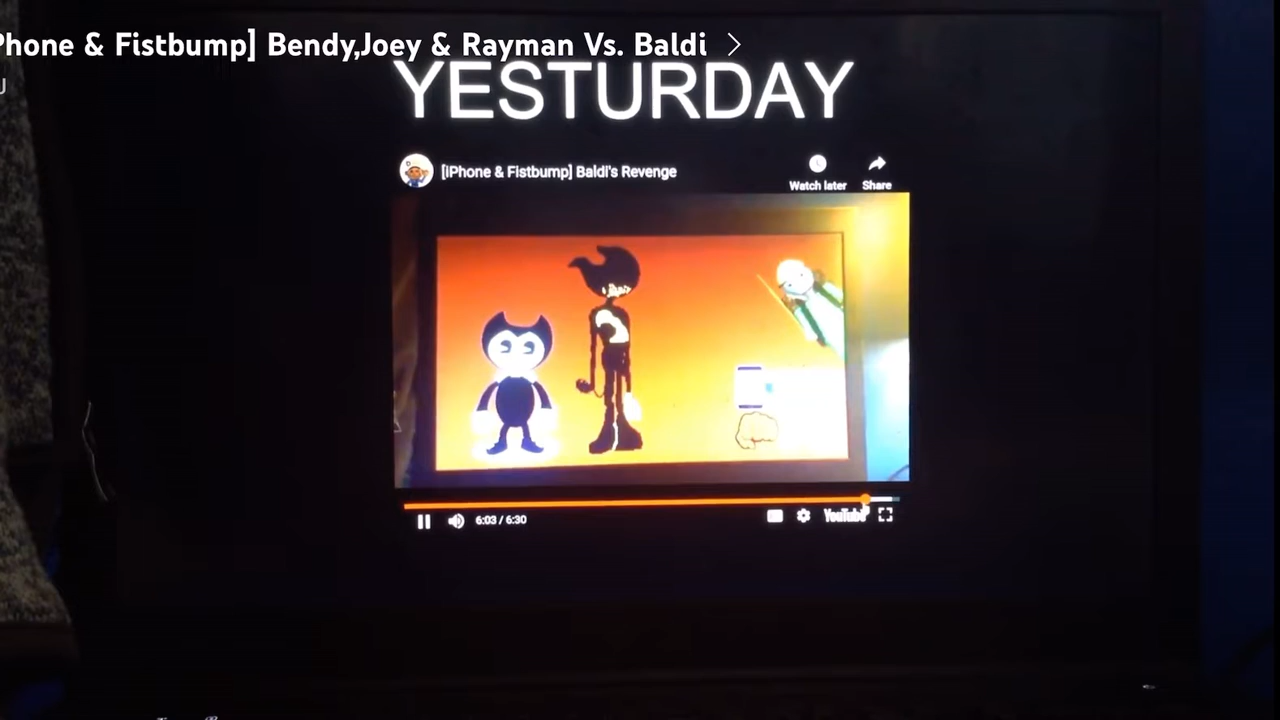 Phone & Fistbump] Bendy,Joey & Rayman Vs. Baldi
YESTURDAY
[iPhone & Fistbump] Baldi's Revenge
Watch later
Share
6:03 / 6:30
YouTube